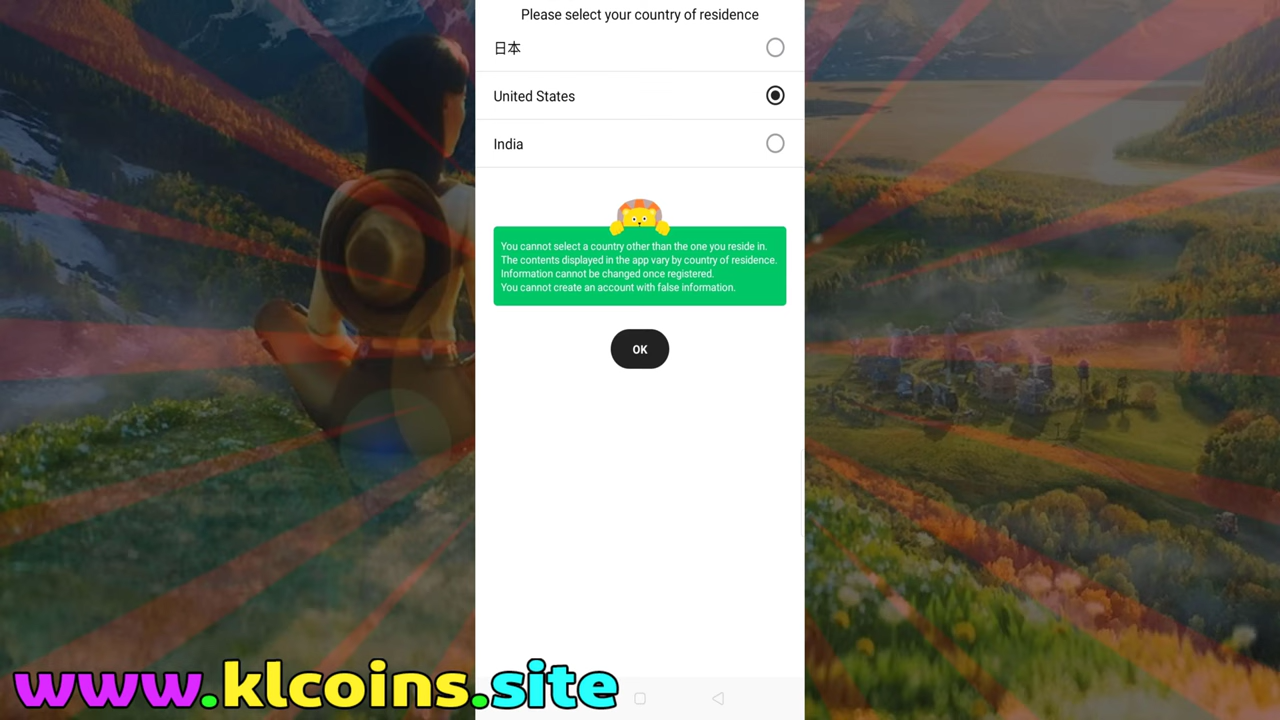 Please select your country of residence
日本
United States
India
You cannot select a country other than the one you reside in.
The contents displayed in the app vary by country of residence.
Information cannot be changed once registered.
You cannot create an account with false information.
OK
www.klcoins.site